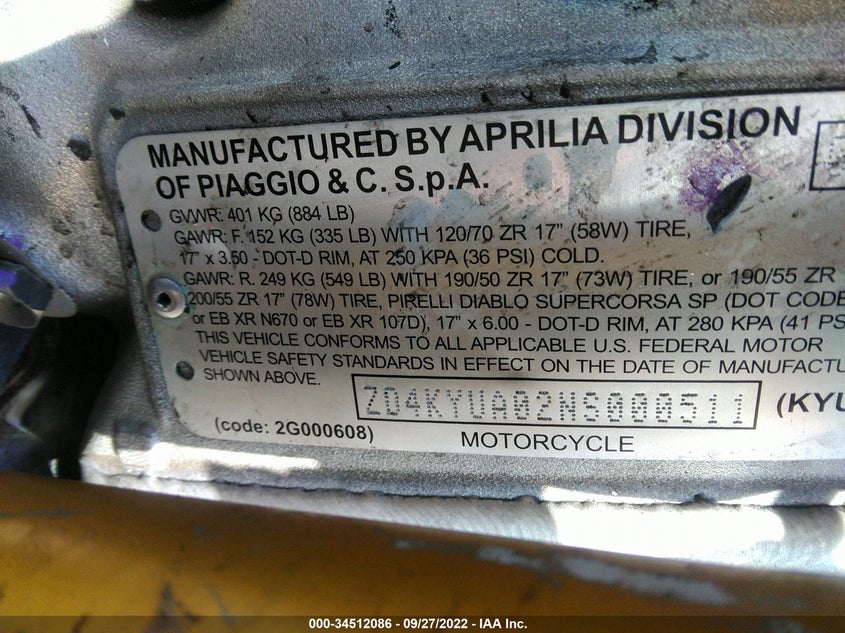 MANUFACTURED BY APRILIA DIVISION
OF PIAGGIO & C. S.p.A.
GVWR: 401 KG (884 LB)
GAWR: F. 152 KG (335 LB) WITH 120/70 ZR 17" (58W) TIRE,
17" x 3.50 - DOT-D RIM, AT 250 KPA (36 PSI) COLD.
GAWR: R. 249 KG (549 LB) WITH 190/50 ZR 17" (73W) TIRE, or 190/55 ZR
200/55 ZR 17" (78W) TIRE, PIRELLI DIABLO SUPERCORSA SP (DOT CODE
or EB XR N670 or EB XR 107D), 17" x 6.00 - DOT-D RIM, AT 280 KPA (41 PS
THIS VEHICLE CONFORMS TO ALL APPLICABLE U.S. FEDERAL MOTOR
VEHICLE SAFETY STANDARDS IN EFFECT ON THE DATE OF MANUFACTU
SHOWN ABOVE.
ZD4KYUA02NS000511 (KYU
(code: 2G000608) MOTORCYCLE
000-34512086 - 09/27/2022 - IAA Inc.